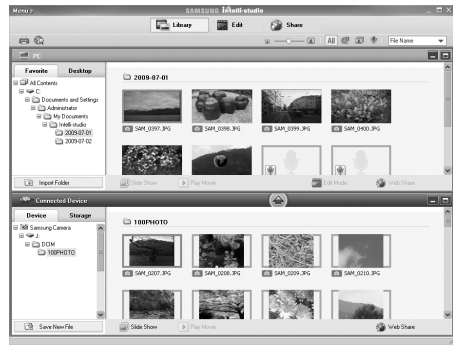 Menu >
SAMSUNG Intelli-studio
Library Edit Share
All File Name
PC
Favorite Desktop
2009-07-01
All Contents
C
Documents and Settings
Administrator
My Documents
Intelli-studio
2009-07-01
2009-07-02
SAM_0397.JPG SAM_0398.JPG SAM_0399.JPG SAM_0400.JPG
Import Folder Slide Show Play Movie Edit Mode Web Share
Connected Device
Device Storage
100PHOTO
Samsung Camera
J:
DCIM
100PHOTO
SAM_0207.JPG SAM_0208.JPG SAM_0209.JPG SAM_0210.JPG
Save New File Slide Show Play Movie Web Share